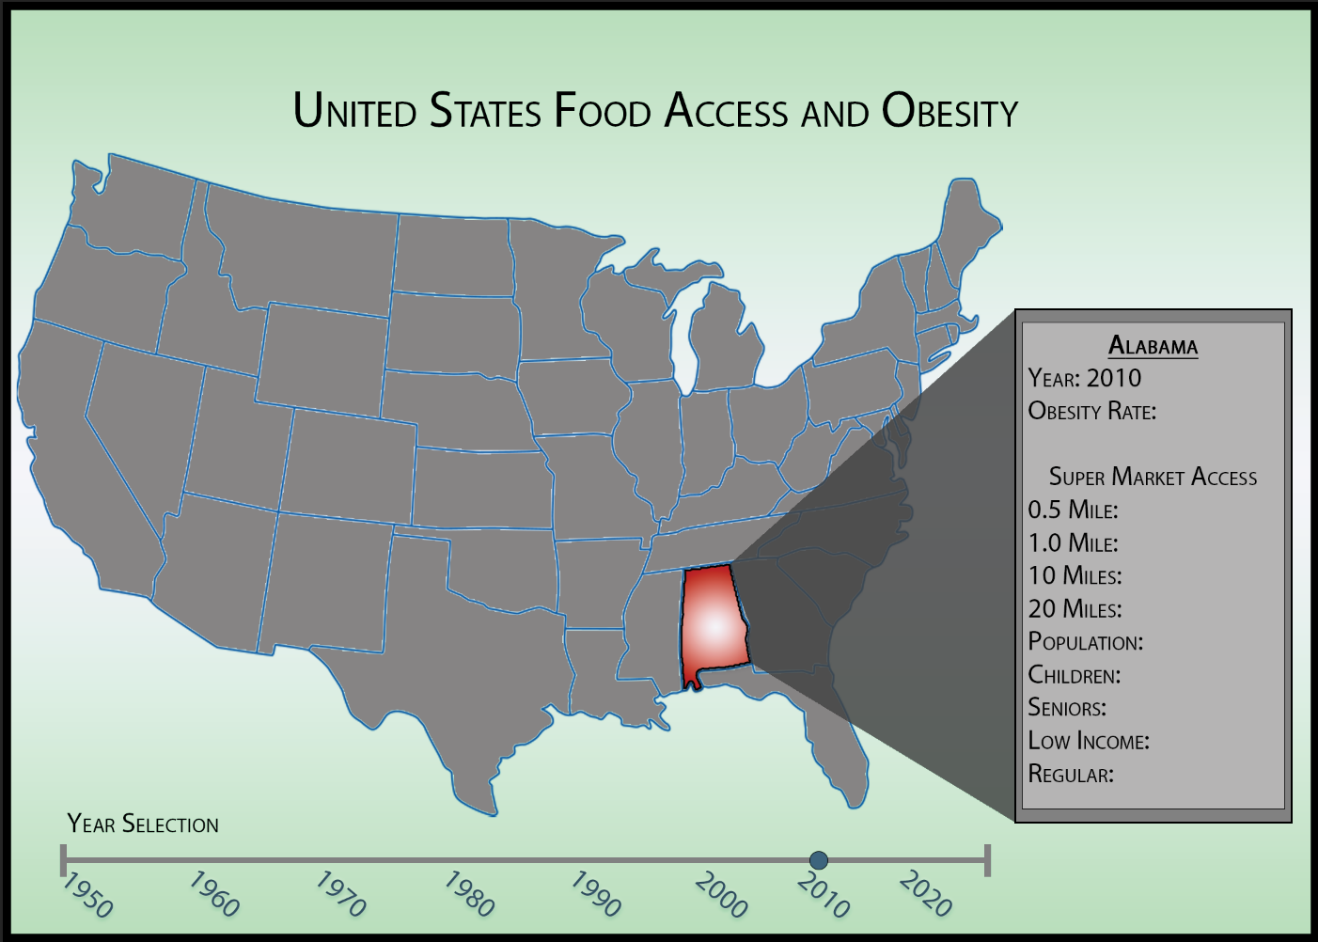 United States Food Access and Obesity
Alabama
Year: 2010
Obesity Rate:
Super Market Access
0.5 Mile:
1.0 Mile:
10 Miles:
20 Miles:
Population:
Children:
Seniors:
Low Income:
Regular:
Year Selection
1950 1960 1970 1980 1990 2000 2010 2020